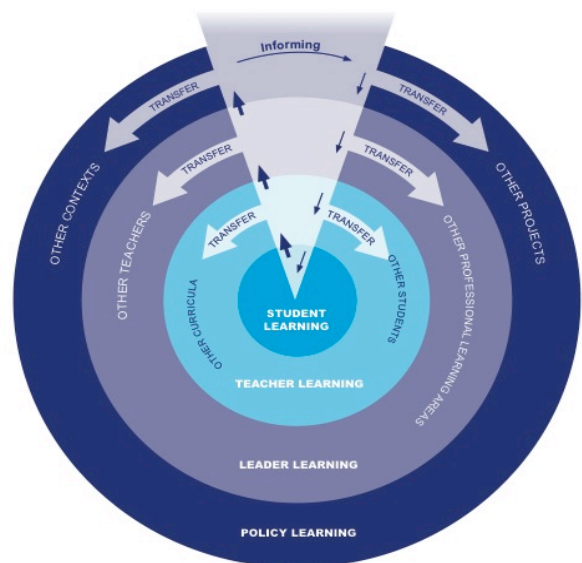 Informing
TRANSFER
TRANSFER
OTHER CONTEXTS
OTHER PROJECTS
TRANSFER
TRANSFER
OTHER TEACHERS
OTHER PROFESSIONAL LEARNING AREAS
TRANSFER
TRANSFER
OTHER CURRICULA
OTHER STUDENTS
STUDENT
LEARNING
TEACHER LEARNING
LEADER LEARNING
POLICY LEARNING